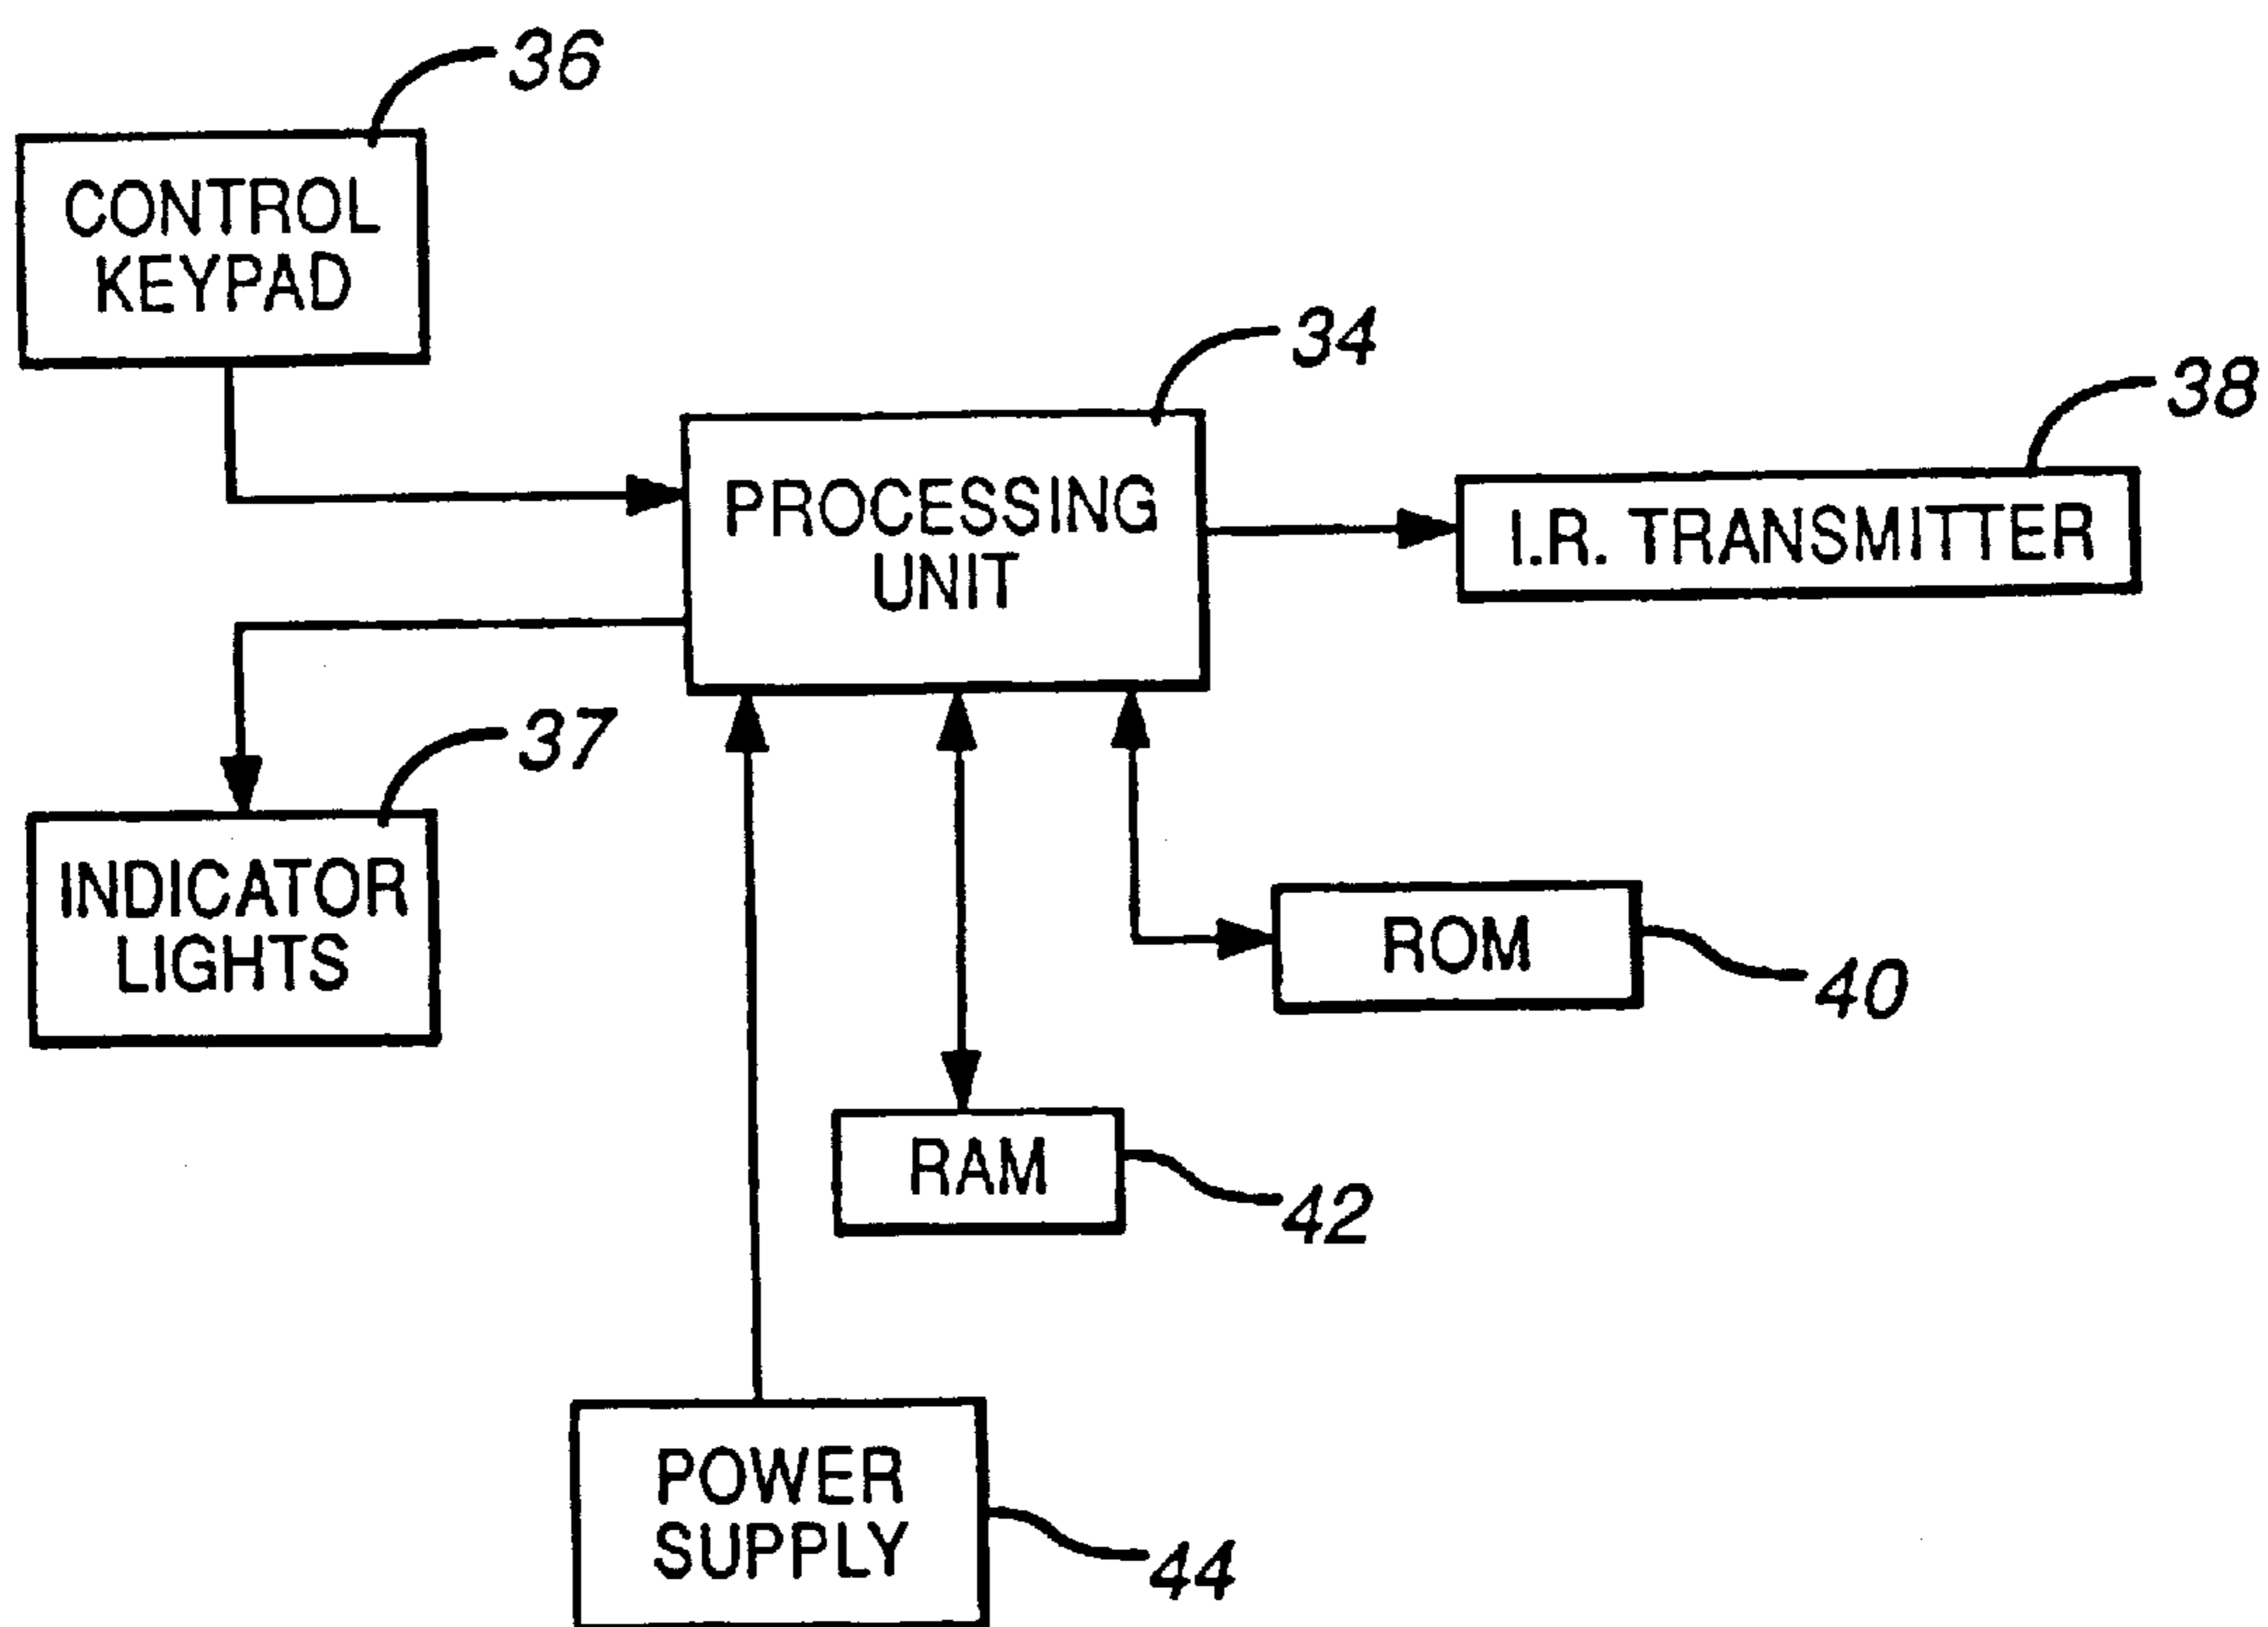 36
CONTROL
KEYPAD
34
38
PROCESSING
UNIT
I.R. TRANSMITTER
37
INDICATOR
LIGHTS
ROM
40
RAM
42
POWER
SUPPLY
44